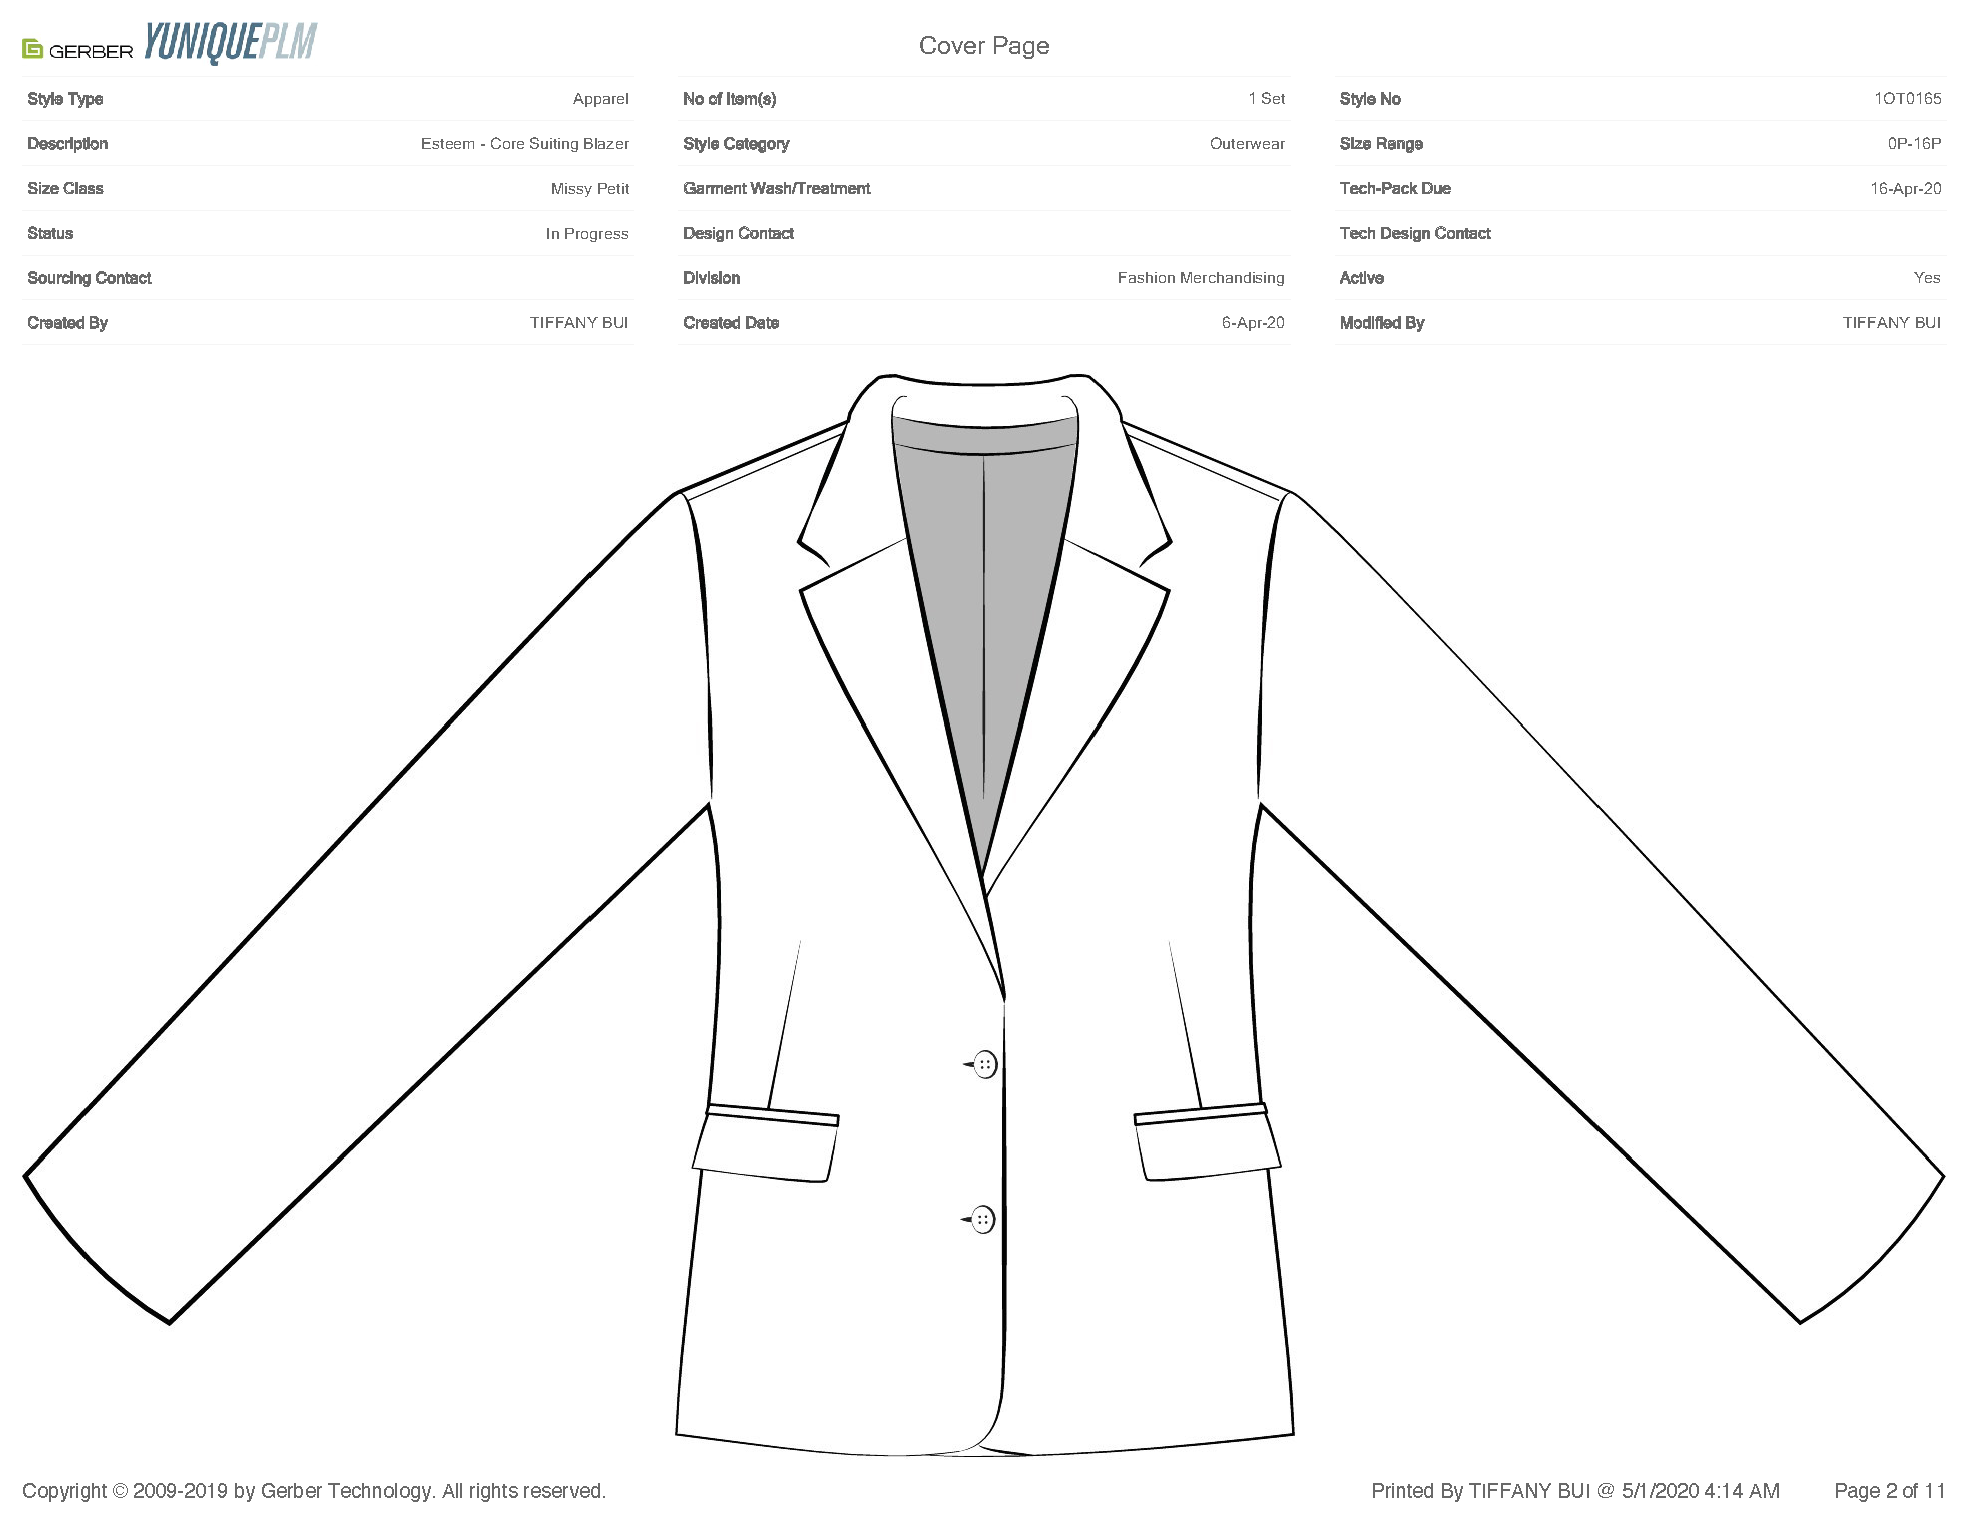 GERBER YUNIQUEPLM
Cover Page
Style Type Apparel No of Item(s) 1 Set Style No 1OT0165
Description Esteem - Core Suiting Blazer Style Category Outerwear Size Range 0P-16P
Size Class Missy Petit Garment Wash/Treatment Tech-Pack Due 16-Apr-20
Status In Progress Design Contact Tech Design Contact
Sourcing Contact Division Fashion Merchandising Active Yes
Created By TIFFANY BUI Created Date 6-Apr-20 Modified By TIFFANY BUI
Copyright © 2009-2019 by Gerber Technology. All rights reserved. Printed By TIFFANY BUI @ 5/1/2020 4:14 AM Page 2 of 11